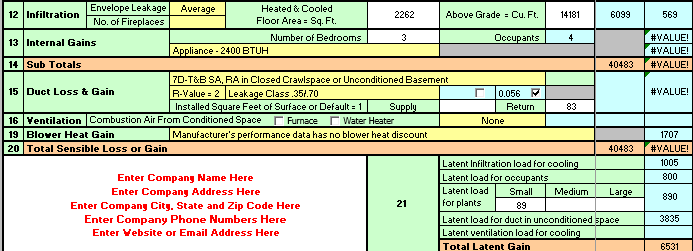 12 Infiltration Envelope Leakage Average Heated & Cooled 2262 Above Grade = Cu. Ft. 14181 6099 569
No. of Fireplaces Floor Area = Sq. Ft.
13 Internal Gains Number of Bedrooms 3 Occupants 4 #VALUE!
Appliance - 2400 BTUH #VALUE!
14 Sub Totals 40483 #VALUE!
15 Duct Loss & Gain 7D-T&B SA, RA in Closed Crawlspace or Unconditioned Basement #VALUE!
R-Value = 2 Leakage Class .35/.70 0.056
Installed Square Feet of Surface or Default = 1 Supply Return 83
16 Ventilation Combustion Air From Conditioned Space Furnace Water Heater None
19 Blower Heat Gain Manufacturer's performance data has no blower heat discount 1707
20 Total Sensible Loss or Gain 40483 #VALUE!
Enter Company Name Here
Enter Company Address Here
Enter Company City, State and Zip Code Here
Enter Company Phone Numbers Here
Enter Website or Email Address Here
21
Latent Infiltration load for cooling 1005
Latent load for occupants 800
Latent load for plants Small Medium Large 890
89
Latent load for duct in unconditioned space 3835
Latent ventilation load for cooling
Total Latent Gain 6531